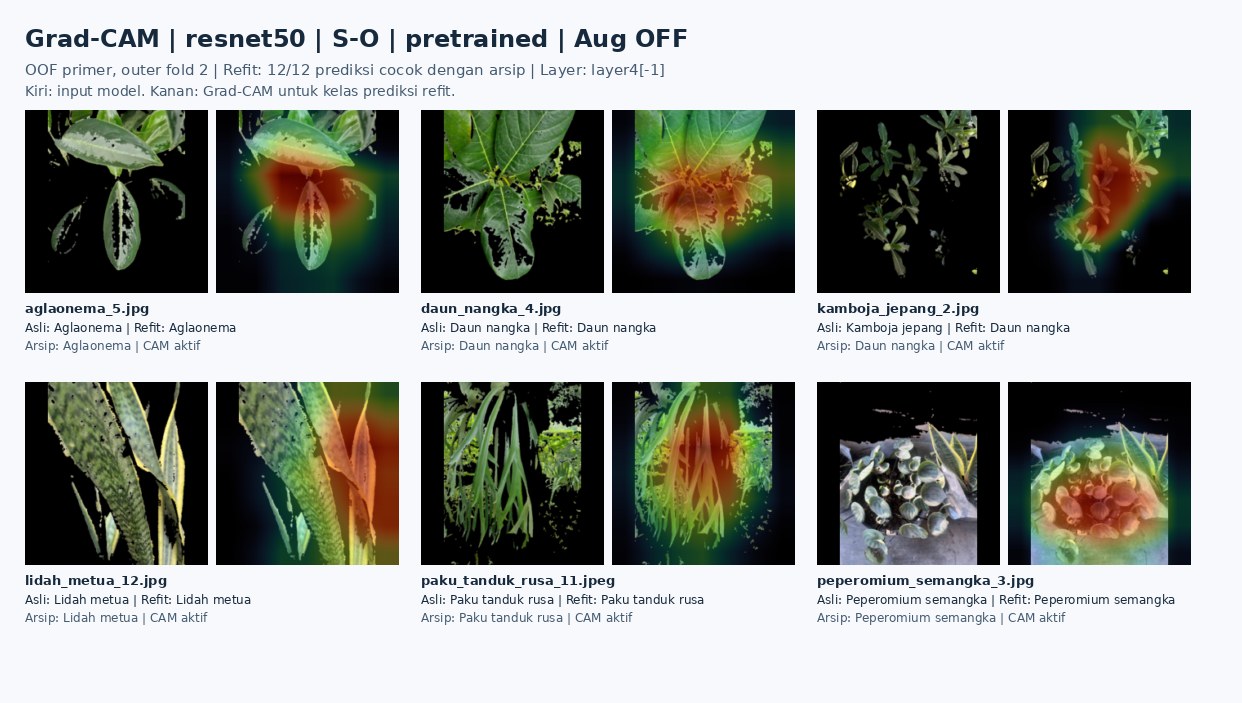 Grad-CAM | resnet50 | S-O | pretrained | Aug OFF
OOF primer, outer fold 2 | Refit: 12/12 prediksi cocok dengan arsip | Layer: layer4[-1]
Kiri: input model. Kanan: Grad-CAM untuk kelas prediksi refit.
aglaonema_5.jpg
Asli: Aglaonema | Refit: Aglaonema
Arsip: Aglaonema | CAM aktif
daun_nangka_4.jpg
Asli: Daun nangka | Refit: Daun nangka
Arsip: Daun nangka | CAM aktif
kamboja_jepang_2.jpg
Asli: Kamboja jepang | Refit: Daun nangka
Arsip: Daun nangka | CAM aktif
lidah_metua_12.jpg
Asli: Lidah metua | Refit: Lidah metua
Arsip: Lidah metua | CAM aktif
paku_tanduk_rusa_11.jpeg
Asli: Paku tanduk rusa | Refit: Paku tanduk rusa
Arsip: Paku tanduk rusa | CAM aktif
peperomium_semangka_3.jpg
Asli: Peperomium semangka | Refit: Peperomium semangka
Arsip: Peperomium semangka | CAM aktif